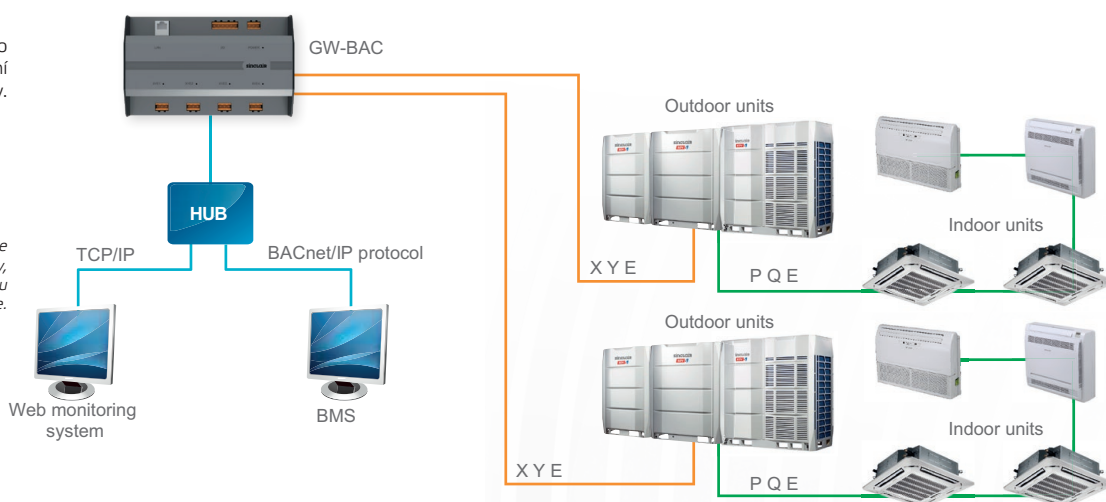 o
ní
y.
GW-BAC
Outdoor units
HUB
Indoor units
e
TCP/IP
BACnet/IP protocol
y,
X Y E
P Q E
u
e.
Outdoor units
Web monitoring
system
BMS
Indoor units
X Y E
P Q E